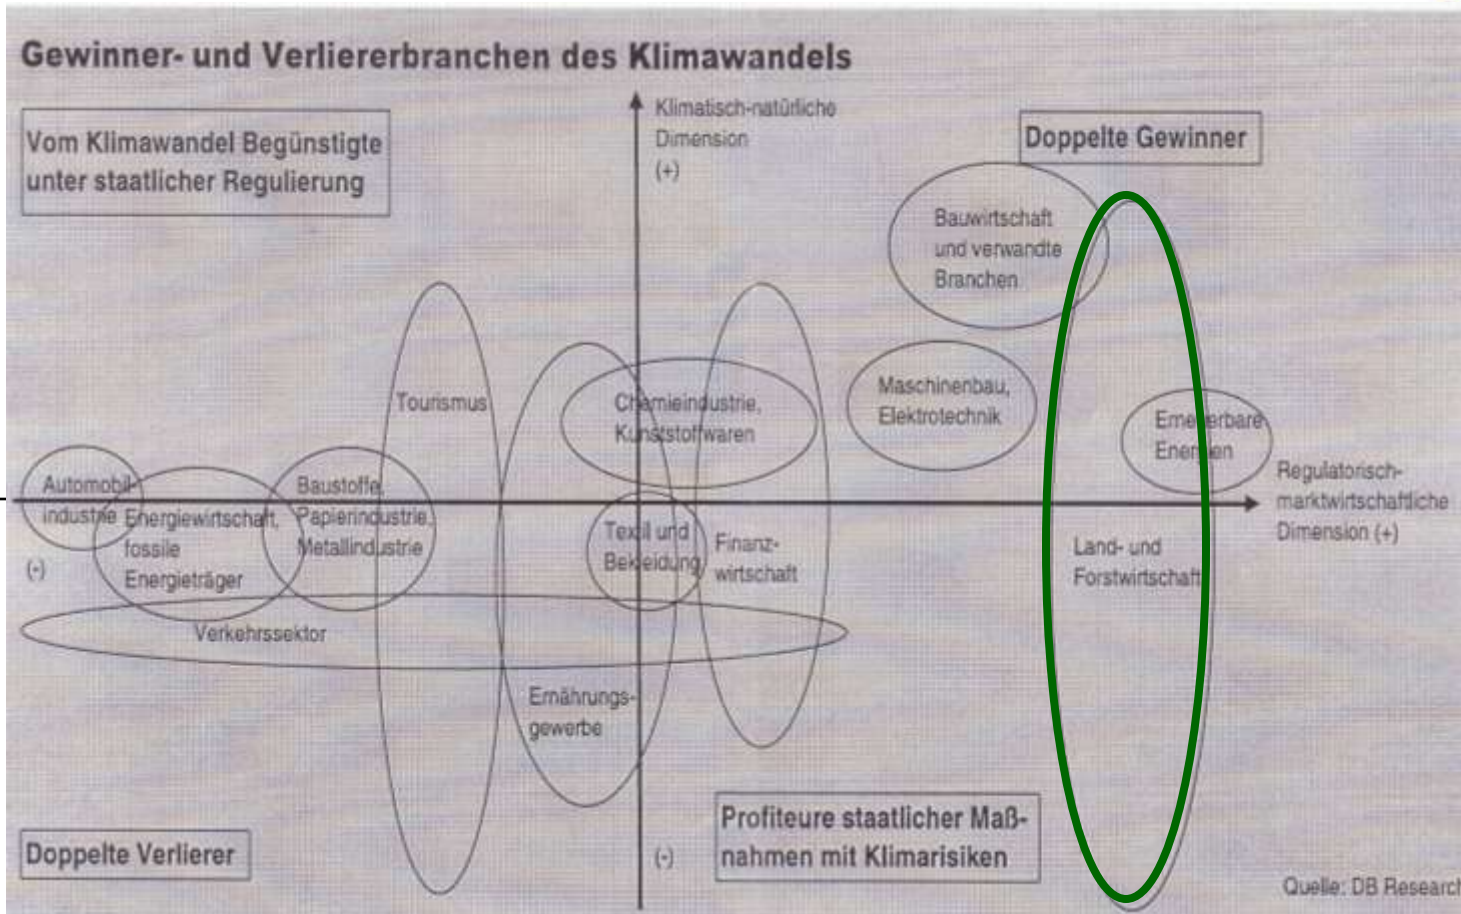 Gewinner- und Verliererbranchen des Klimawandels
Vom Klimawandel Begünstigte
unter staatlicher Regulierung
Klimatisch-natürliche
Dimension
(+)
Doppelte Gewinner
Bauwirtschaft
und verwandte
Branchen
Tourismus
Chemieindustrie,
Kunststoffwaren
Maschinenbau,
Elektrotechnik
Erneuerbare
Energien
Regulatorisch-
marktwirtschaftliche
Dimension (+)
Automobil-
industrie
(-)
Energiewirtschaft,
fossile
Energieträger
Baustoffe,
Papierindustrie,
Metallindustrie
Textil und
Bekleidung
Finanz-
wirtschaft
Land- und
Forstwirtschaft
Verkehrssektor
Ernährungs-
gewerbe
Doppelte Verlierer
(-)
Profiteure staatlicher Maß-
nahmen mit Klimarisiken
Quelle: DB Research